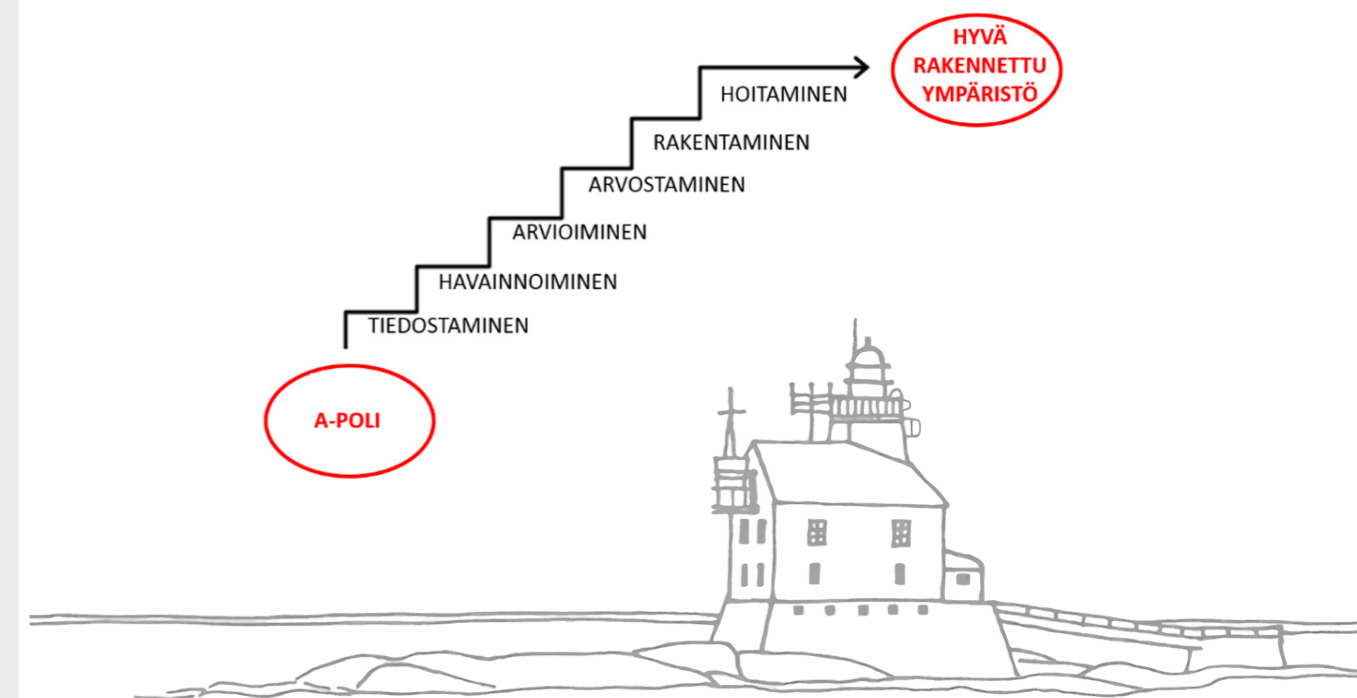 HYVÄ
RAKENNETTU
YMPÄRISTÖ
HOITAMINEN
RAKENTAMINEN
ARVOSTAMINEN
ARVIOIMINEN
HAVAINNOIMINEN
TIEDOSTAMINEN
A-POLI